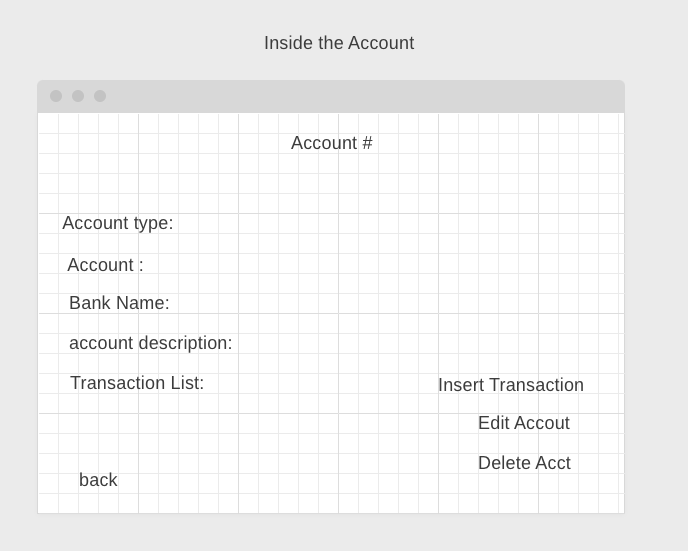 Inside the Account
Account #
Account type:
Account :
Bank Name:
account description:
Transaction List:
Insert Transaction
Edit Accout
Delete Acct
back